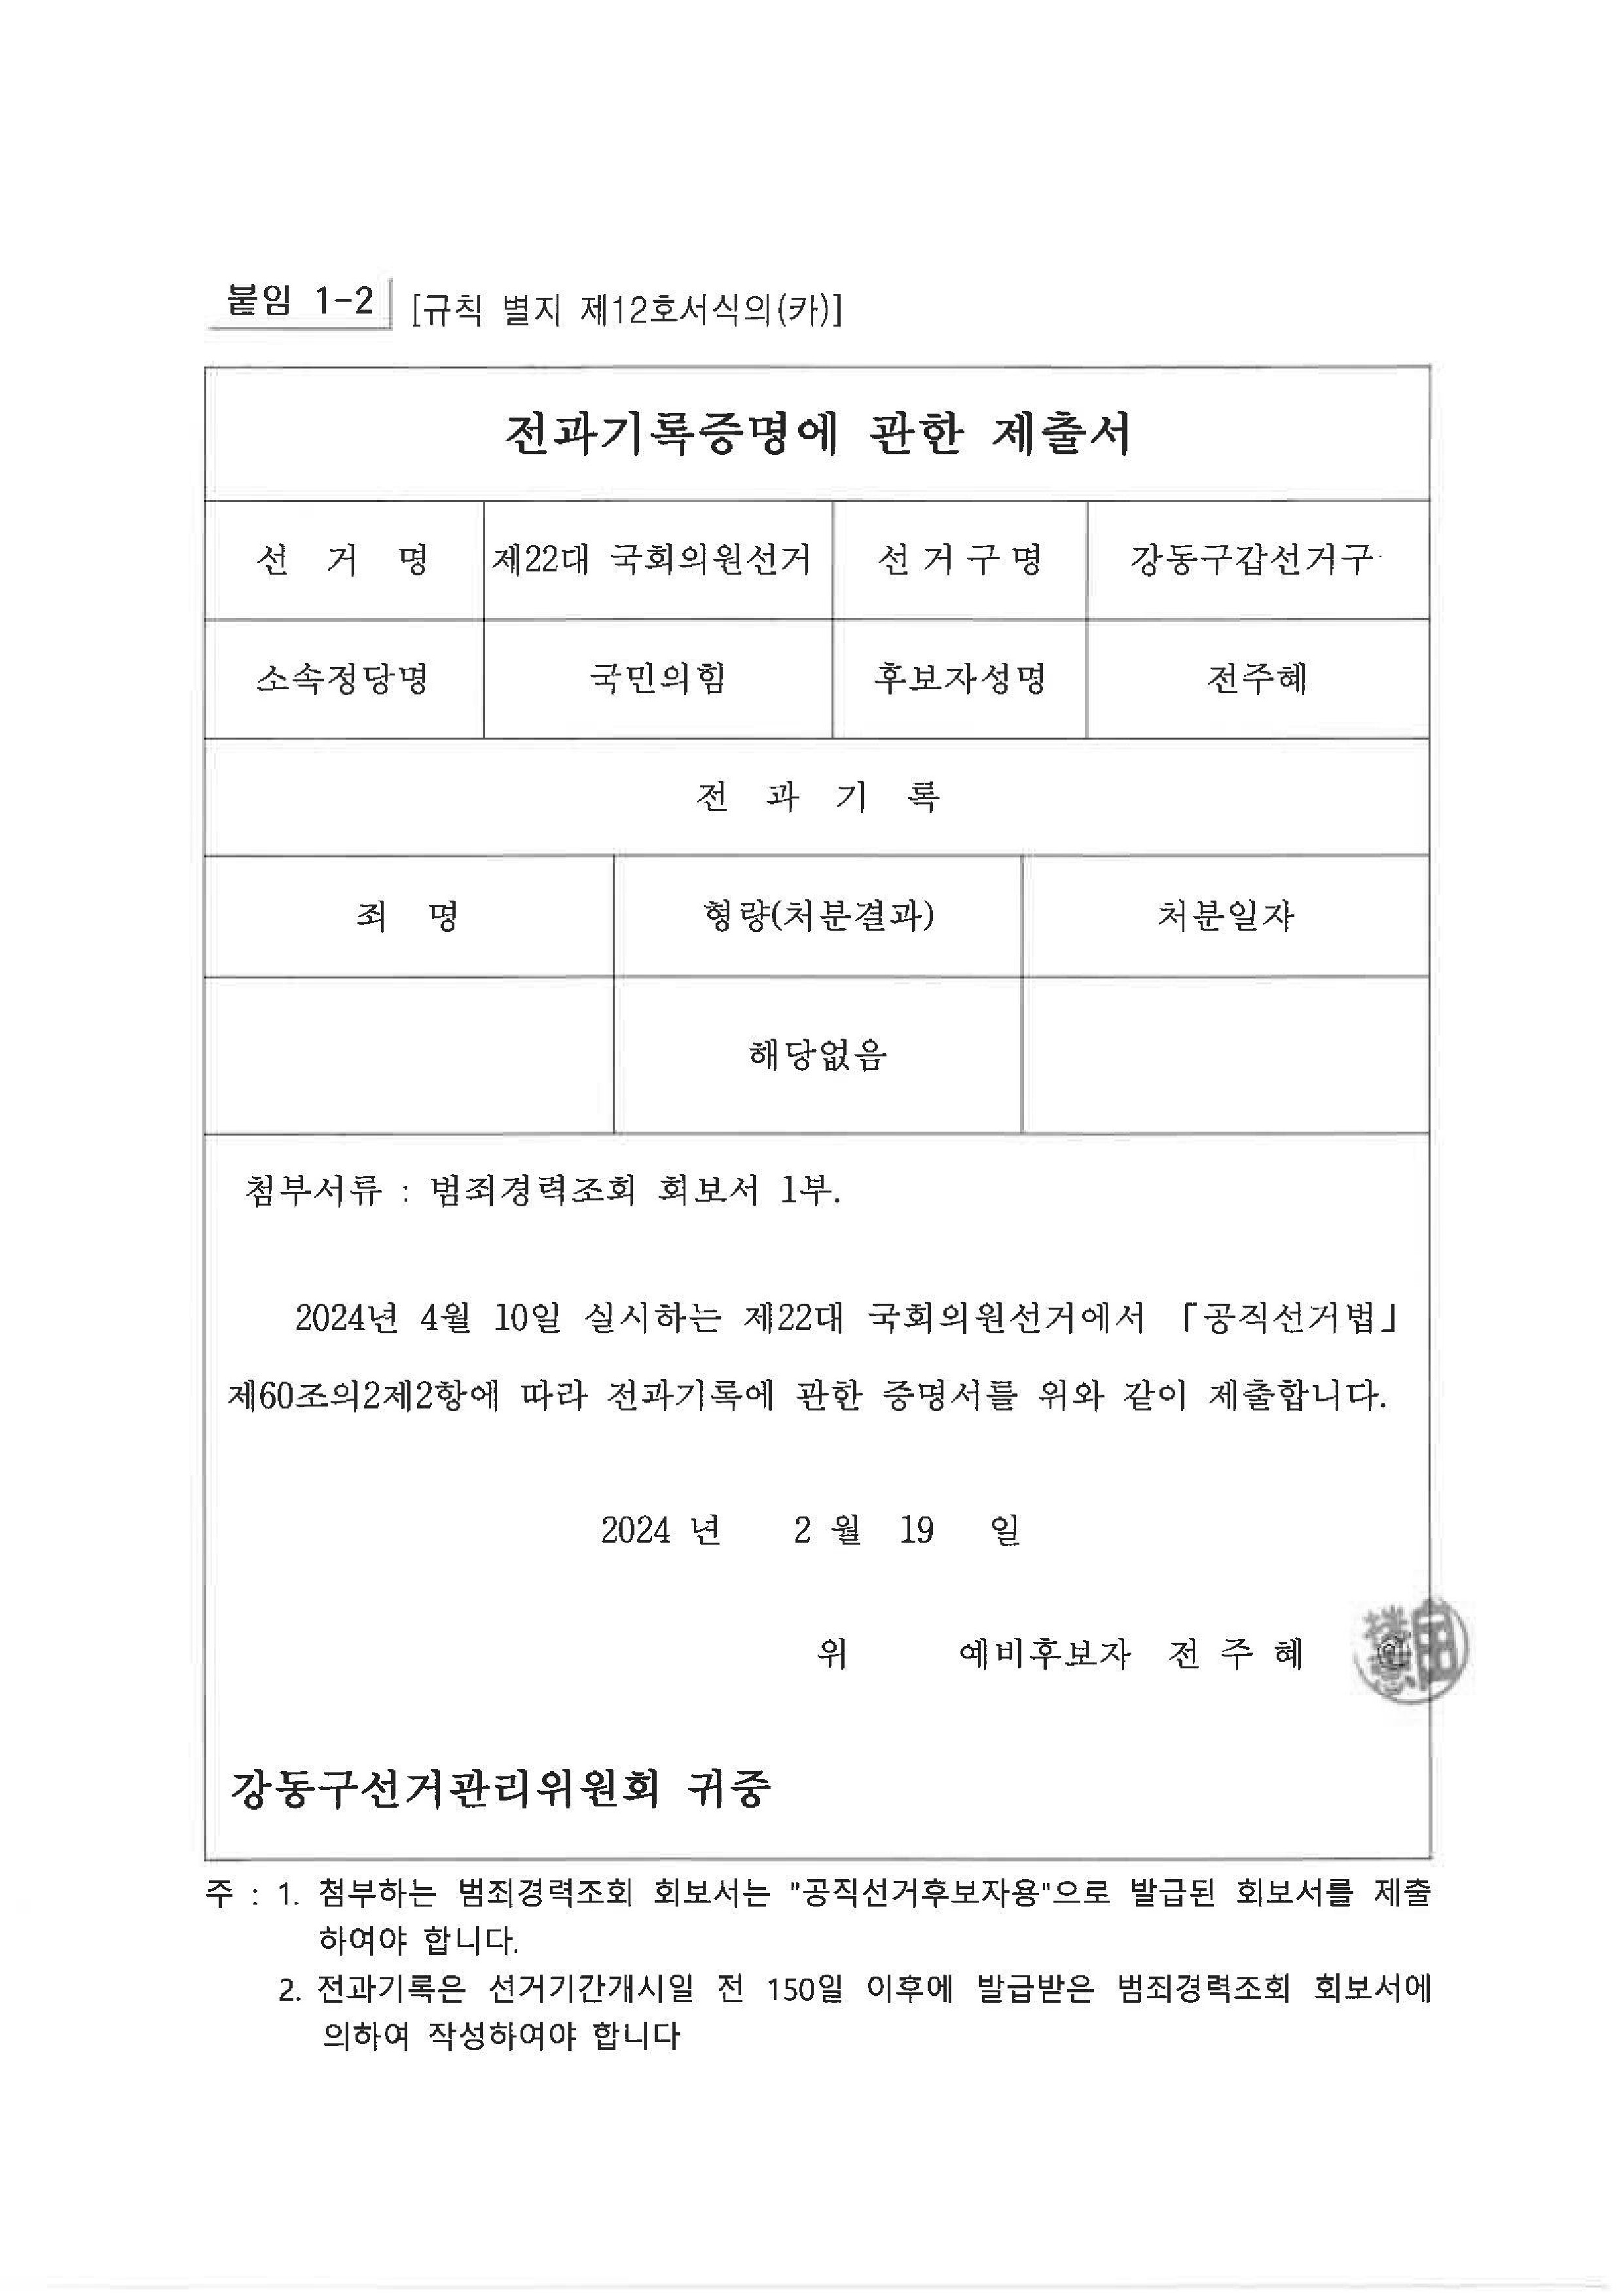 붙임 1-2 [규칙 별지 제12호서식의(카)]
전과기록증명에 관한 제출서
선 거 명 제22대 국회의원선거 선거구명 강동구갑선거구
소속정당명 국민의힘 후보자성명 전주혜
전 과 기 록
죄 명 형량(처분결과) 처분일자
해당없음
첨부서류 : 범죄경력조회 회보서 1부.
2024년 4월 10일 실시하는 제22대 국회의원선거에서 「공직선거법」
제60조의2제2항에 따라 전과기록에 관한 증명서를 위와 같이 제출합니다.
2024 년 2 월 19 일
위 예비후보자 전 주 혜
강동구선거관리위원회 귀중
주 : 1. 첨부하는 범죄경력조회 회보서는 "공직선거후보자용"으로 발급된 회보서를 제출
하여야 합니다.
2. 전과기록은 선거기간개시일 전 150일 이후에 발급받은 범죄경력조회 회보서에
의하여 작성하여야 합니다